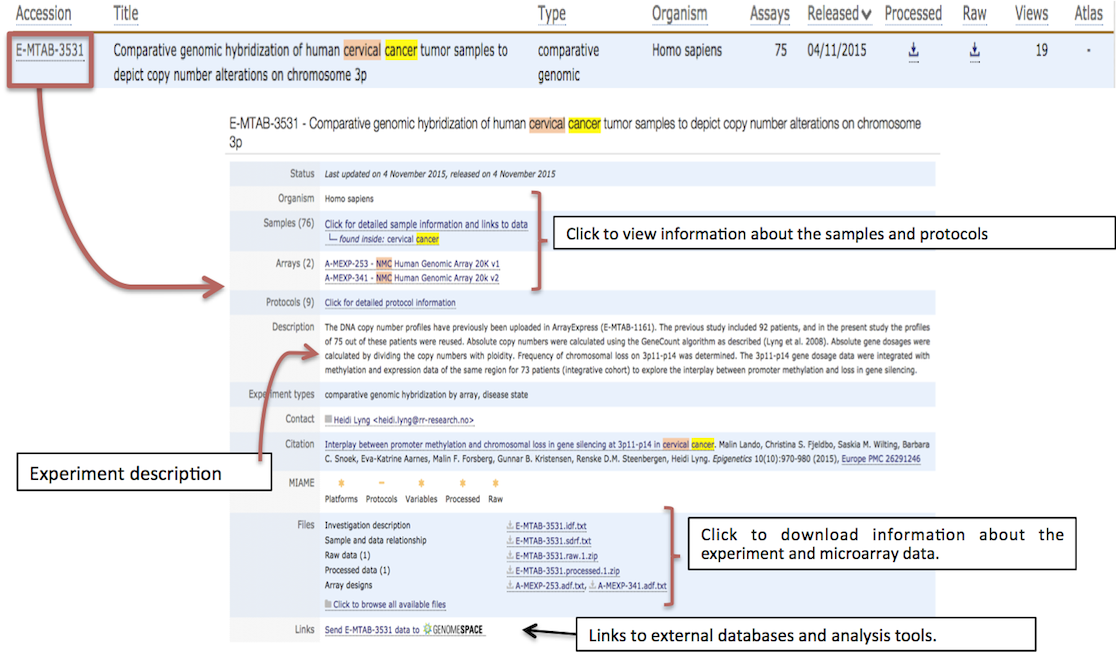 Accession Title Type Organism Assays Released Processed Raw Views Atlas
E-MTAB-3531 Comparative genomic hybridization of human cervical cancer tumor samples to comparative Homo sapiens 75 04/11/2015 19 -
depict copy number alterations on chromosome 3p genomic
E-MTAB-3531 - Comparative genomic hybridization of human cervical cancer tumor samples to depict copy number alterations on chromosome
3p
Status Last updated on 4 November 2015, released on 4 November 2015
Organism Homo sapiens
Samples (76) Click for detailed sample information and links to data
found inside: cervical cancer
Click to view information about the samples and protocols
Arrays (2) A-MEXP-253 - NMC Human Genomic Array 20K v1
A-MEXP-341 - NMC Human Genomic Array 20k v2
Protocols (9) Click for detailed protocol information
Description The DNA copy number profiles have previously been uploaded in ArrayExpress (E-MTAB-1161). The previous study included 92 patients, and in the present study the profiles
of 75 out of these patients were reused. Absolute copy numbers were calculated using the GeneCount algorithm as described (Lyng et al. 2008). Absolute gene dosages were
calculated by dividing the copy numbers with ploidity. Frequency of chromosomal loss on 3p11-p14 was determined. The 3p11-p14 gene dosage data were integrated with
methylation and expression data of the same region for 73 patients (integrative cohort) to explore the interplay between promoter methylation and loss in gene silencing.
Experiment types comparative genomic hybridization by array, disease state
Contact Heidi Lyng <heidi.lyng@rr-research.no>
Citation Interplay between promoter methylation and chromosomal loss in gene silencing at 3p11-p14 in cervical cancer. Malin Lando, Christina S. Fjeldbo, Saskia M. Wilting, Barbara
C. Snoek, Eva-Katrine Aarnes, Malin F. Forsberg, Gunnar B. Kristensen, Renske D.M. Steenbergen, Heidi Lyng. Epigenetics 10(10):970-980 (2015), Europe PMC 26291246
Experiment description
MIAME * - * * *
Platforms Protocols Variables Processed Raw
Files Investigation description E-MTAB-3531.idf.txt
Sample and data relationship E-MTAB-3531.sdrf.txt
Raw data (1) E-MTAB-3531.raw.1.zip
Processed data (1) E-MTAB-3531.processed.1.zip
Array designs A-MEXP-253.adf.txt, A-MEXP-341.adf.txt
Click to browse all available files
Click to download information about the
experiment and microarray data.
Links Send E-MTAB-3531 data to GENOMESPACE
Links to external databases and analysis tools.